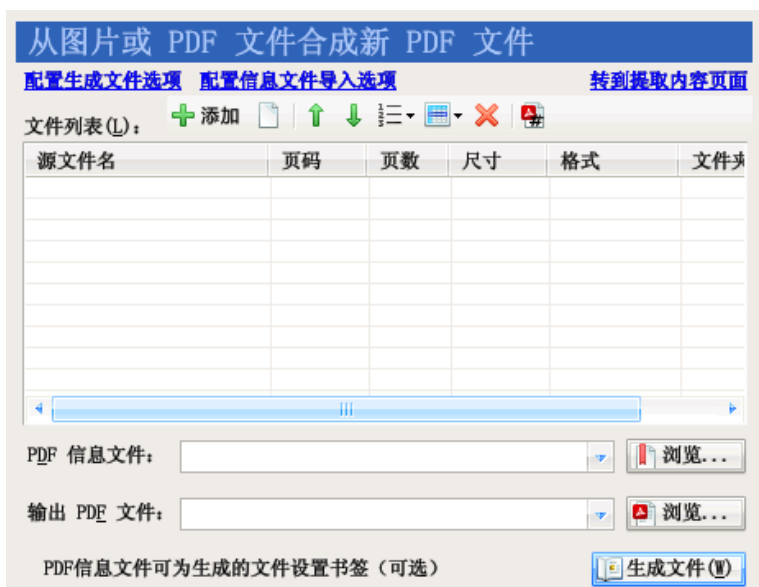 从图片或 PDF 文件合成新 PDF 文件
配置生成文件选项 配置信息文件导入选项 转到提取内容页面
文件列表(L): 添加
源文件名 页码 页数 尺寸 格式 文件夹
PDF 信息文件: 浏览...
输出 PDF 文件: 浏览...
PDF信息文件可为生成的文件设置书签（可选） 生成文件(W)